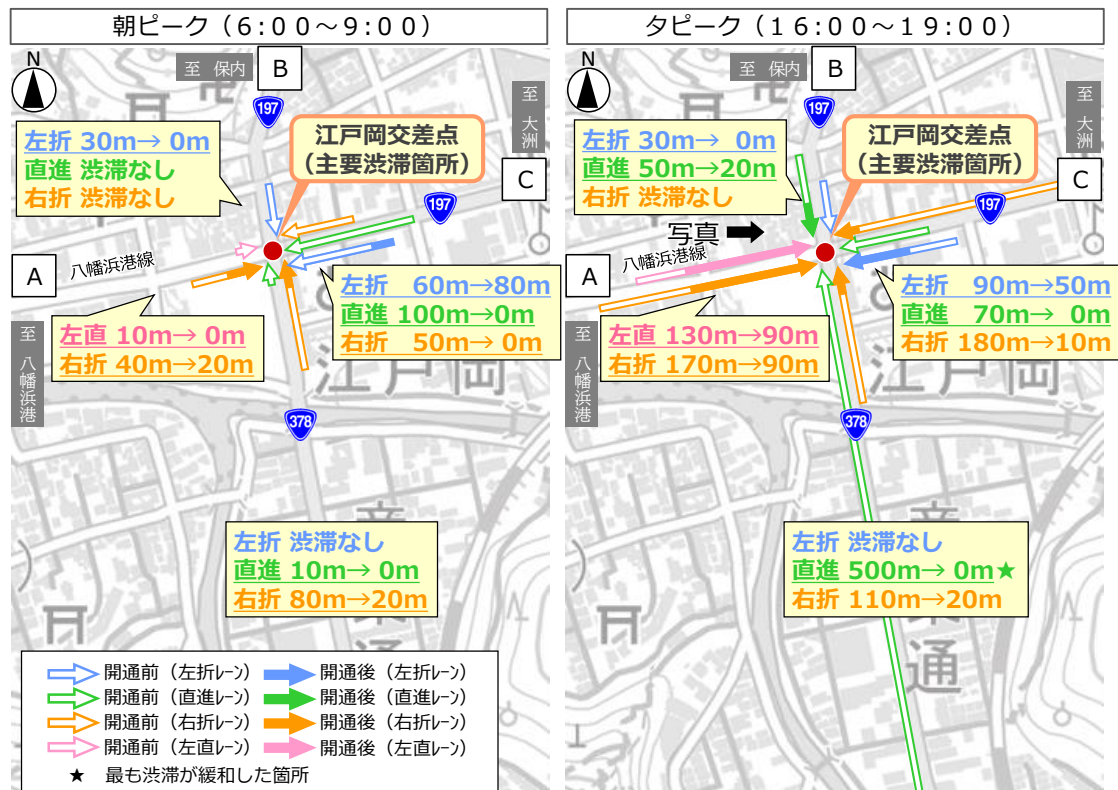 朝ピーク（６:００～９:００）
N
至 保内
B
197
至 大洲
左折 30m→ 0m
直進 渋滞なし
右折 渋滞なし
江戸岡交差点
（主要渋滞箇所）
C
197
八幡浜港線
A
左折 60m→80m
直進 100m→0m
右折 50m→ 0m
左直 10m→ 0m
右折 40m→20m
至 八幡浜港
江戸岡
378
左折 渋滞なし
直進 10m→ 0m
右折 80m→20m
通
開通前（左折ﾚｰﾝ）
開通後（左折ﾚｰﾝ）
開通前（直進ﾚｰﾝ）
開通後（直進ﾚｰﾝ）
開通前（右折ﾚｰﾝ）
開通後（右折ﾚｰﾝ）
開通前（左直ﾚｰﾝ）
開通後（左直ﾚｰﾝ）
★ 最も渋滞が緩和した箇所
夕ピーク（１６:００～１９:００）
N
至 保内
B
197
至 大洲
左折 30m→ 0m
直進 50m→20m
右折 渋滞なし
江戸岡交差点
（主要渋滞箇所）
C
197
写真
八幡浜港線
A
左折 90m→50m
直進 70m→ 0m
右折 180m→10m
左直 130m→90m
右折 170m→90m
至 八幡浜港
江戸岡
378
左折 渋滞なし
直進 500m→ 0m★
右折 110m→20m
通